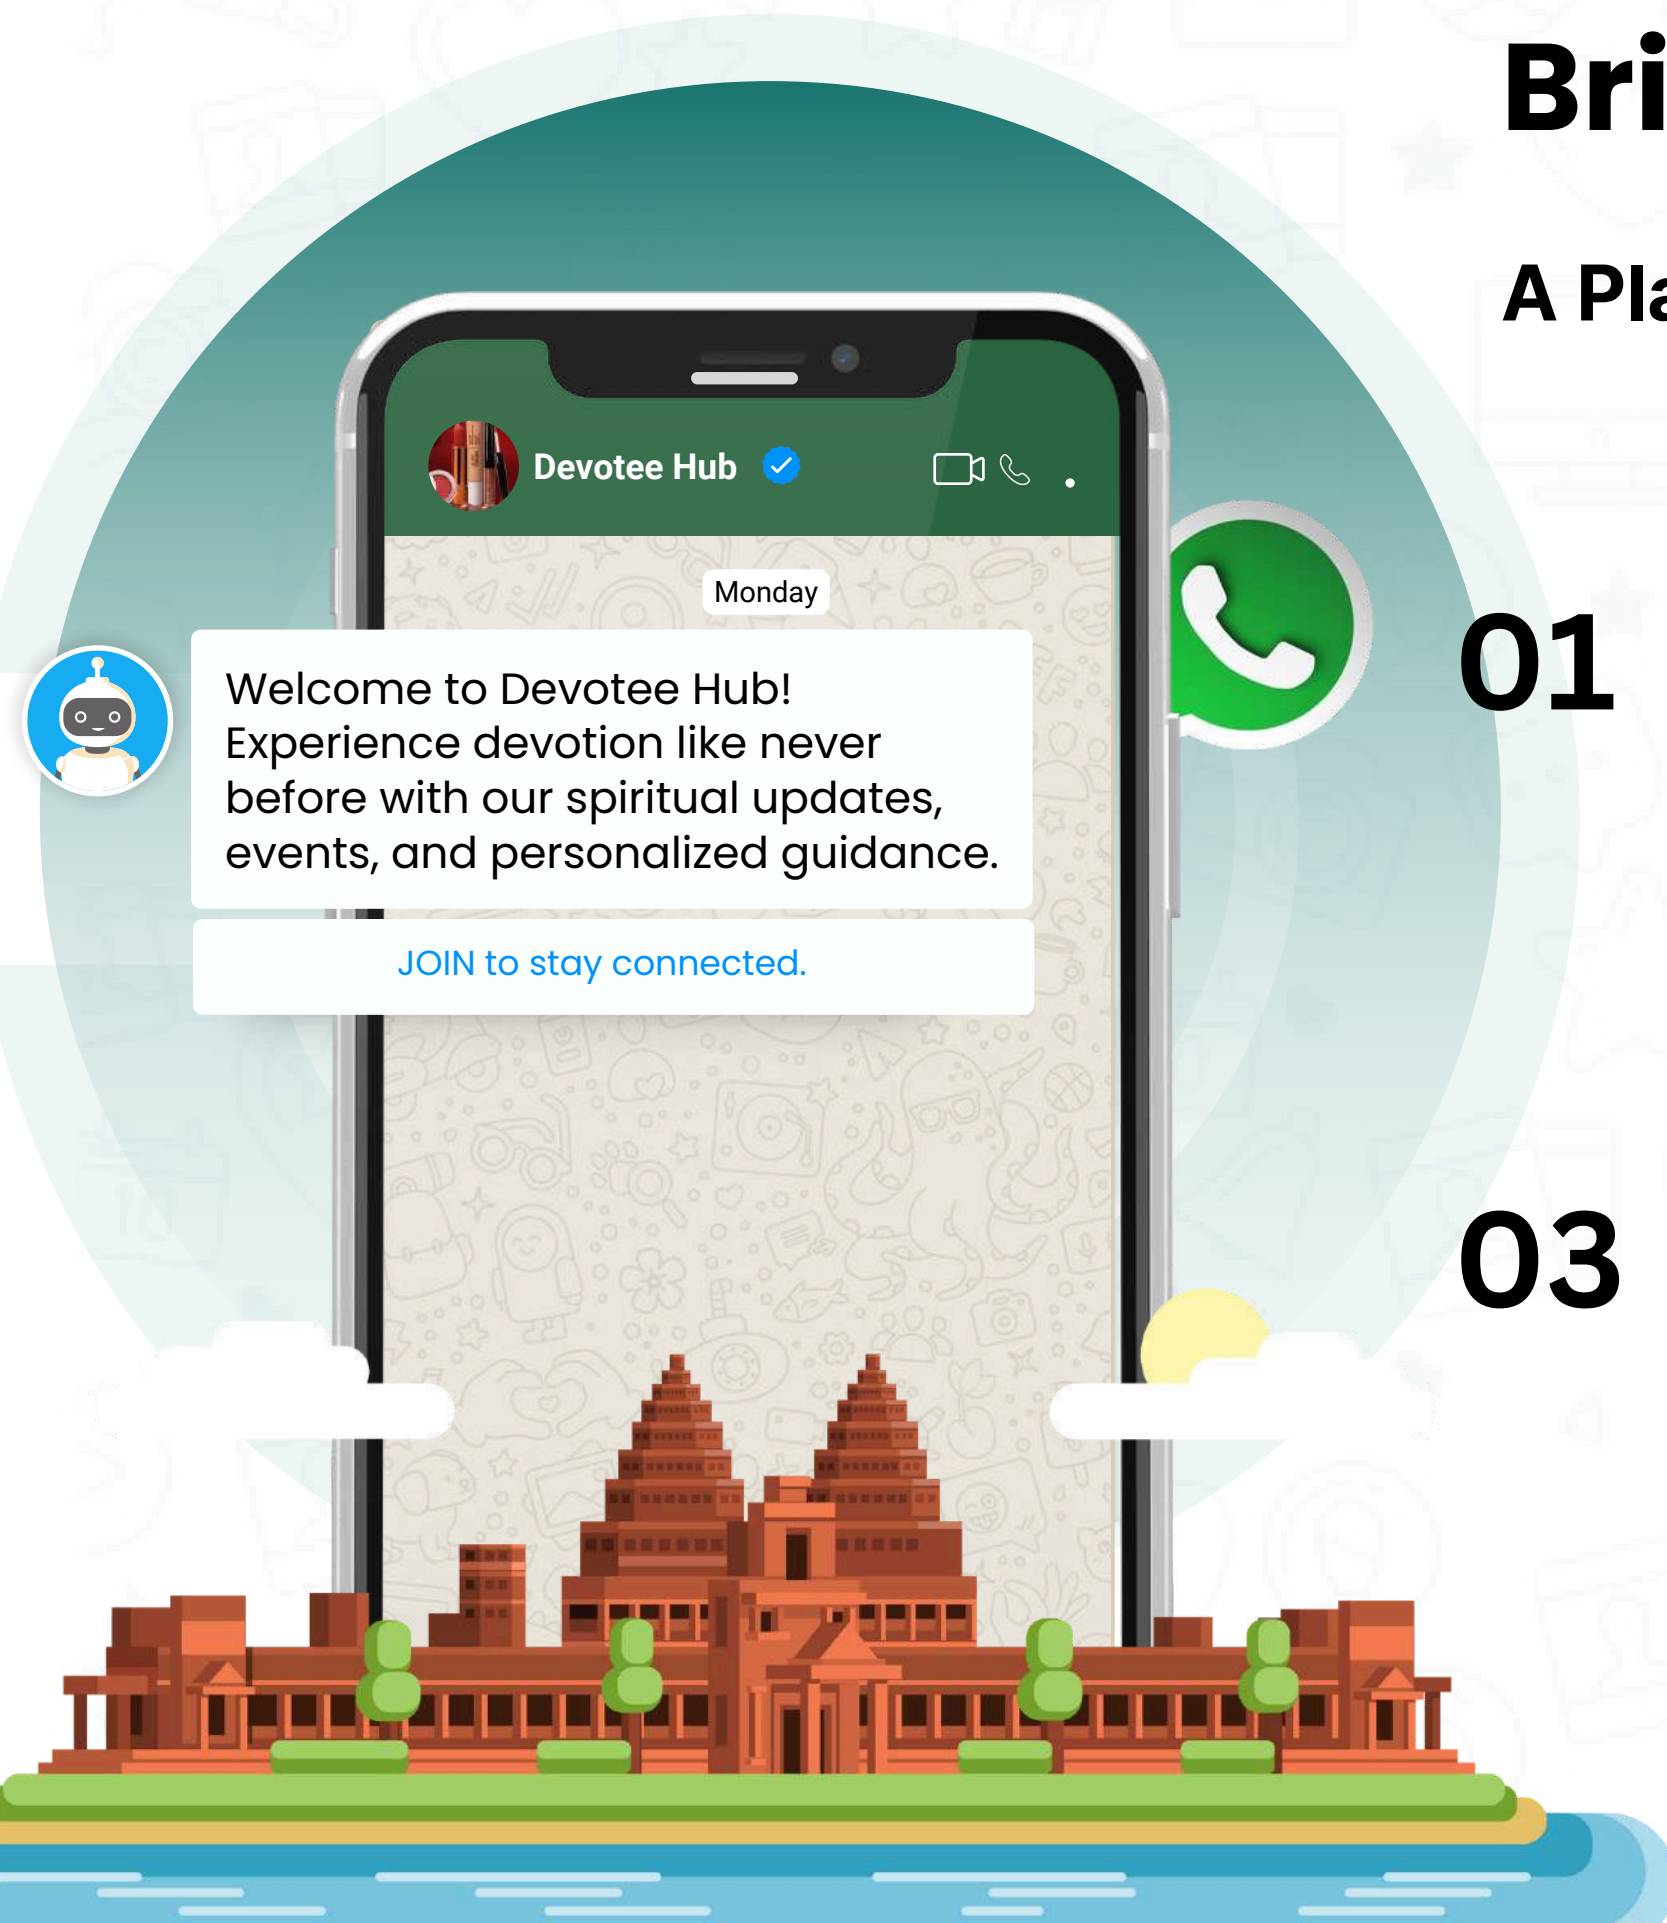 Bri
A Pla
Devotee Hub
Monday
Welcome to Devotee Hub!
Experience devotion like never
before with our spiritual updates,
events, and personalized guidance.
JOIN to stay connected.
01
03